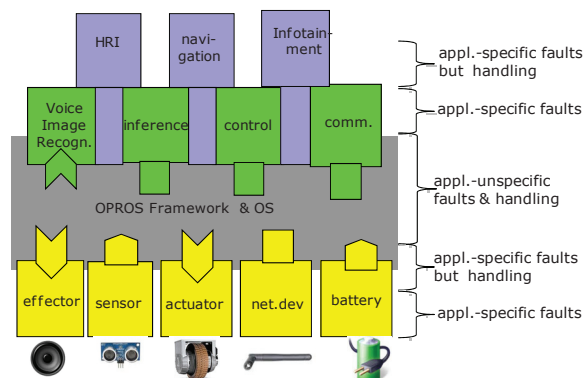 HRI
navi-
gation
Infotain-
ment
appl.-specific faults
but handling
Voice
Image
Recogn.
inference
control
comm.
appl.-specific faults
OPROS Framework & OS
appl.-unspecific
faults & handling
appl.-specific faults
but handling
effector
sensor
actuator
net.dev
battery
appl.-specific faults